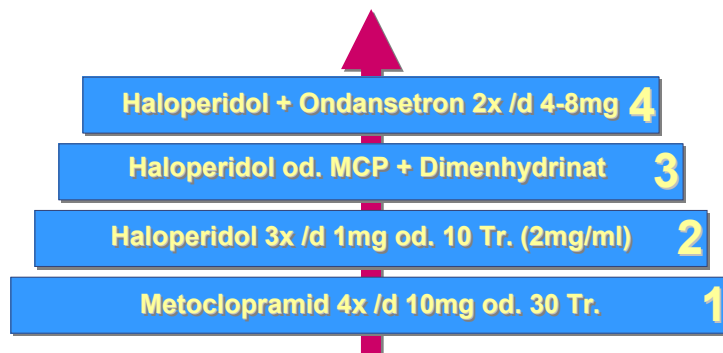 Haloperidol + Ondansetron 2x /d 4-8mg 4
Haloperidol od. MCP + Dimenhydrinat 3
Haloperidol 3x /d 1mg od. 10 Tr. (2mg/ml) 2
Metoclopramid 4x /d 10mg od. 30 Tr. 1